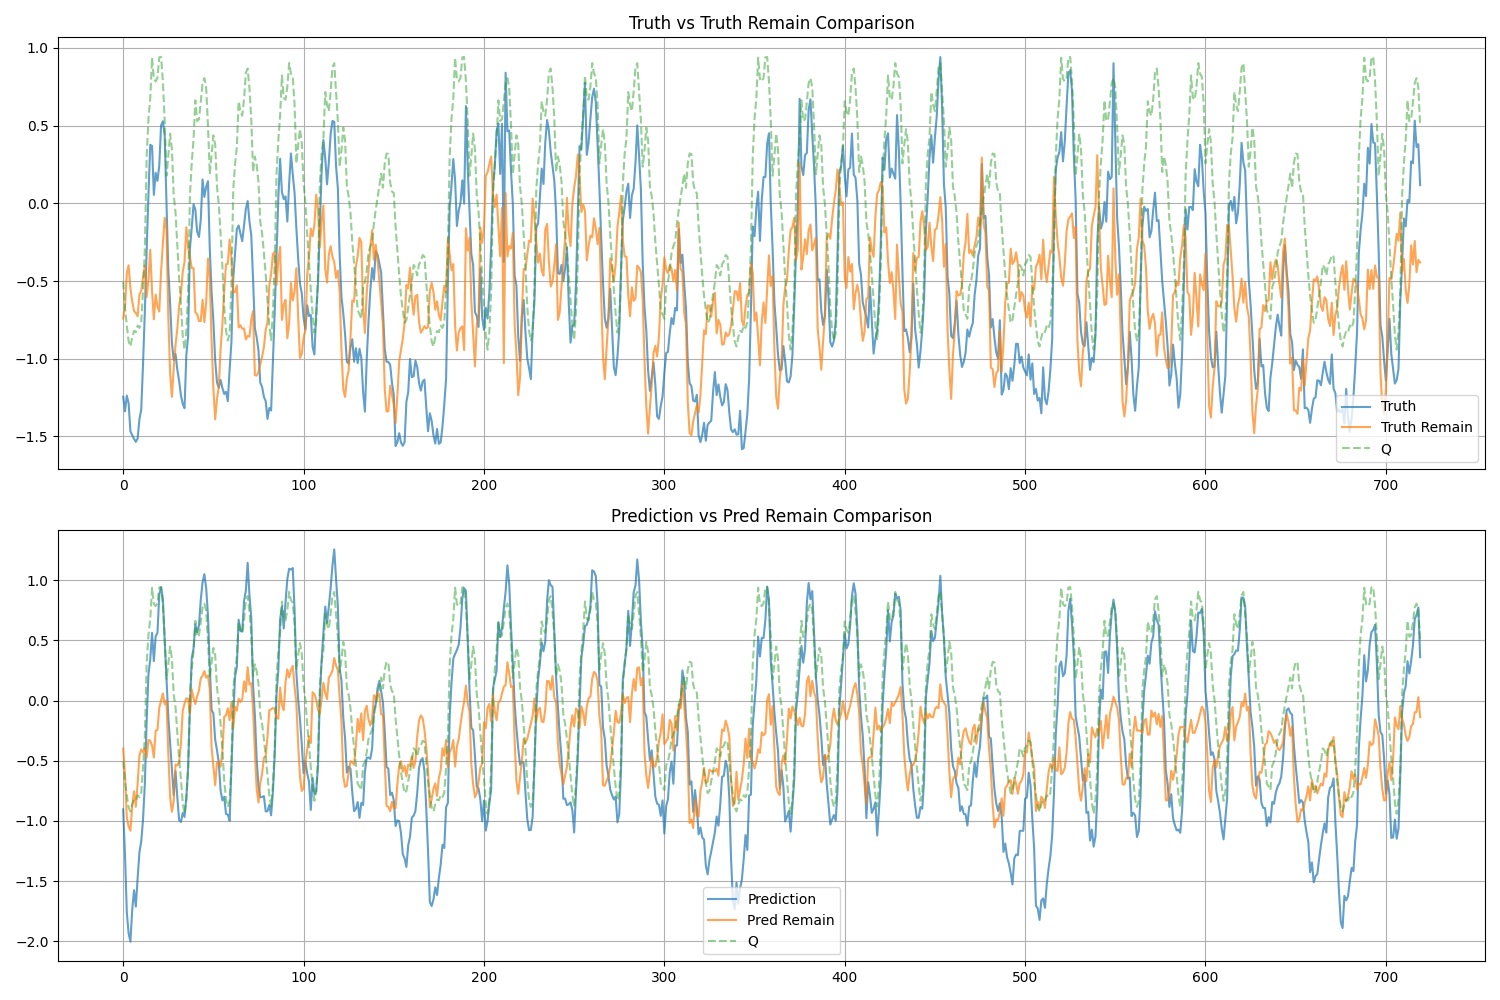 Truth vs Truth Remain Comparison
1.0
0.5
0.0
−0.5
−1.0
−1.5
Truth
Truth Remain
Q
0 100 200 300 400 500 600 700
Prediction vs Pred Remain Comparison
1.0
0.5
0.0
−0.5
−1.0
−1.5
−2.0
Prediction
Pred Remain
Q
0 100 200 300 400 500 600 700